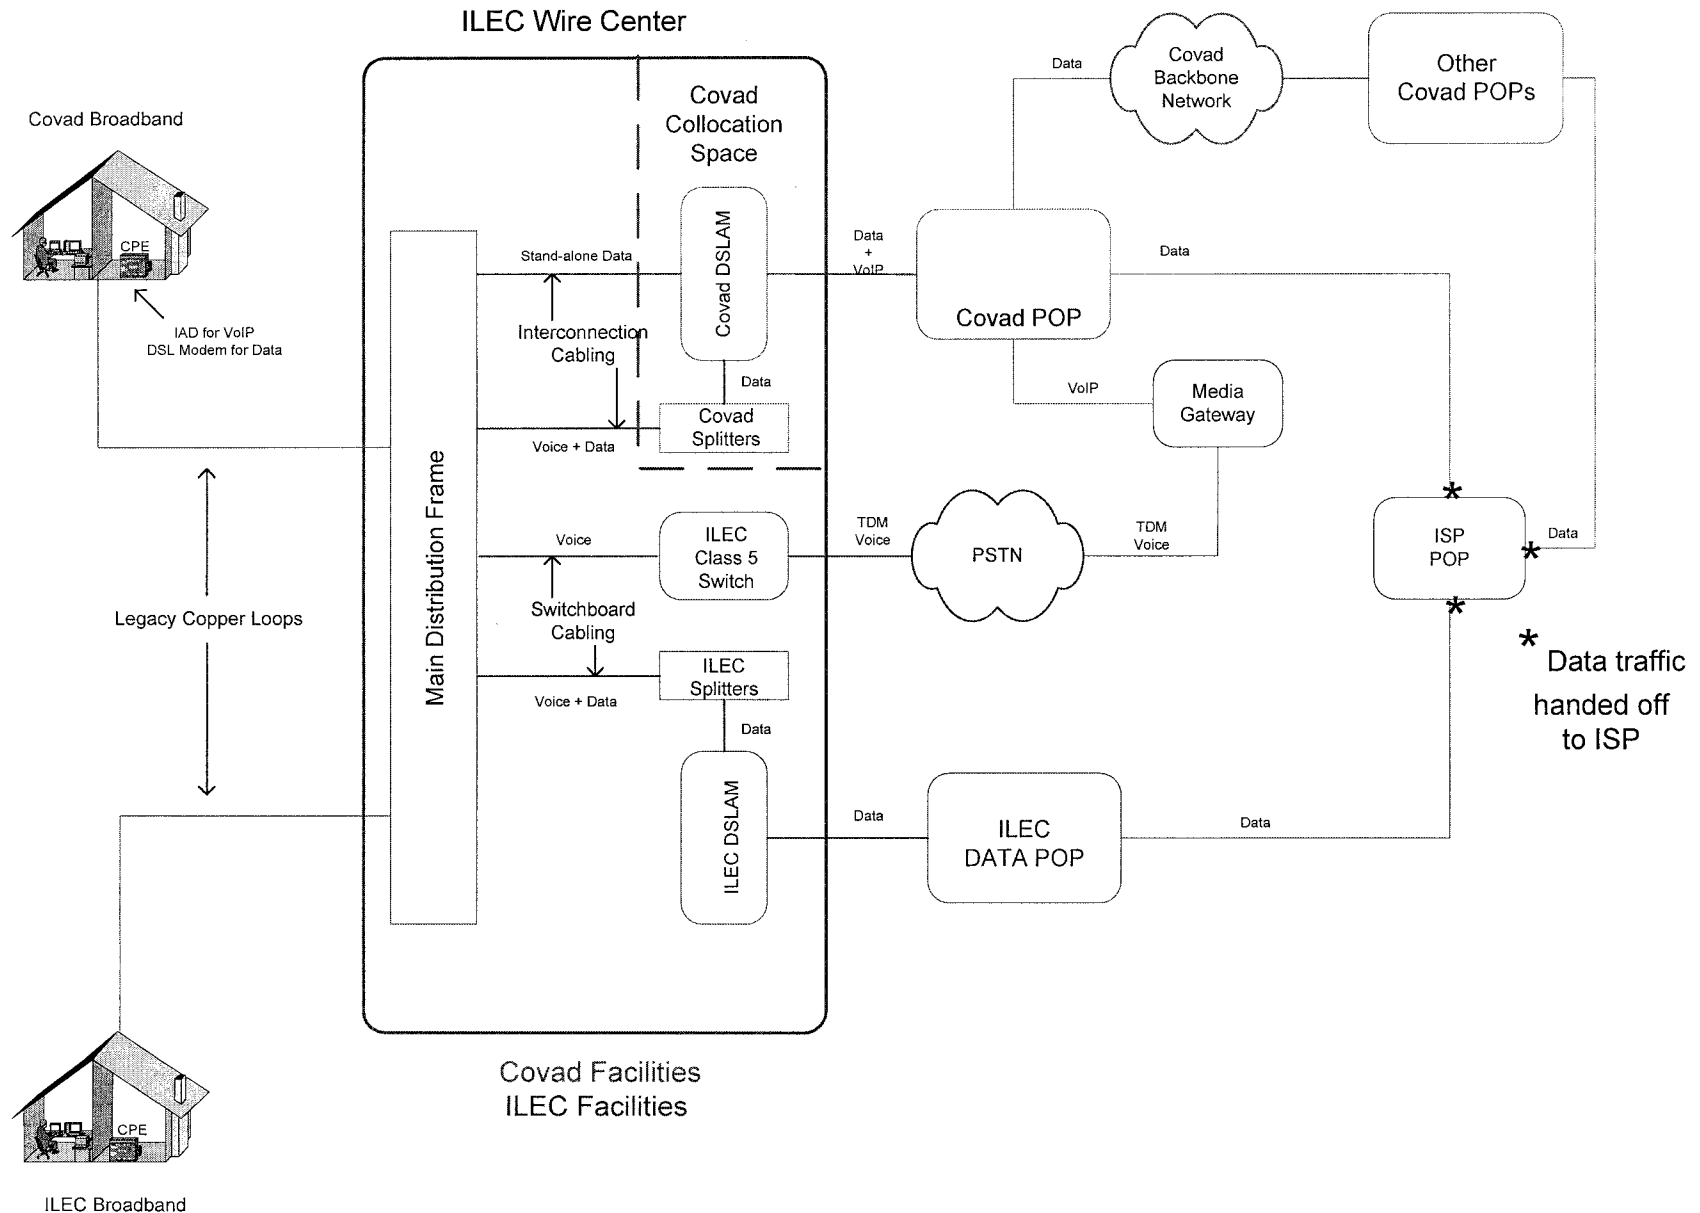 ILEC Wire Center
Covad Broadband
CPE
IAD for VoIP
DSL Modem for Data
Legacy Copper Loops
CPE
ILEC Broadband
Main Distribution Frame
Covad
Collocation
Space
Stand-alone Data
Covad DSLAM
Interconnection
Cabling
Data
Covad
Splitters
Voice + Data
Voice
ILEC
Class 5
Switch
Switchboard
Cabling
ILEC
Splitters
Voice + Data
Data
ILEC DSLAM
Covad Facilities
ILEC Facilities
Data
+
VoIP
Data
Covad
Backbone
Network
Other
Covad POPs
Covad POP
Data
VoIP
Media
Gateway
TDM
Voice
PSTN
TDM
Voice
*
ISP
POP
*
Data
*
* Data traffic
handed off
to ISP
Data
ILEC
DATA POP
Data